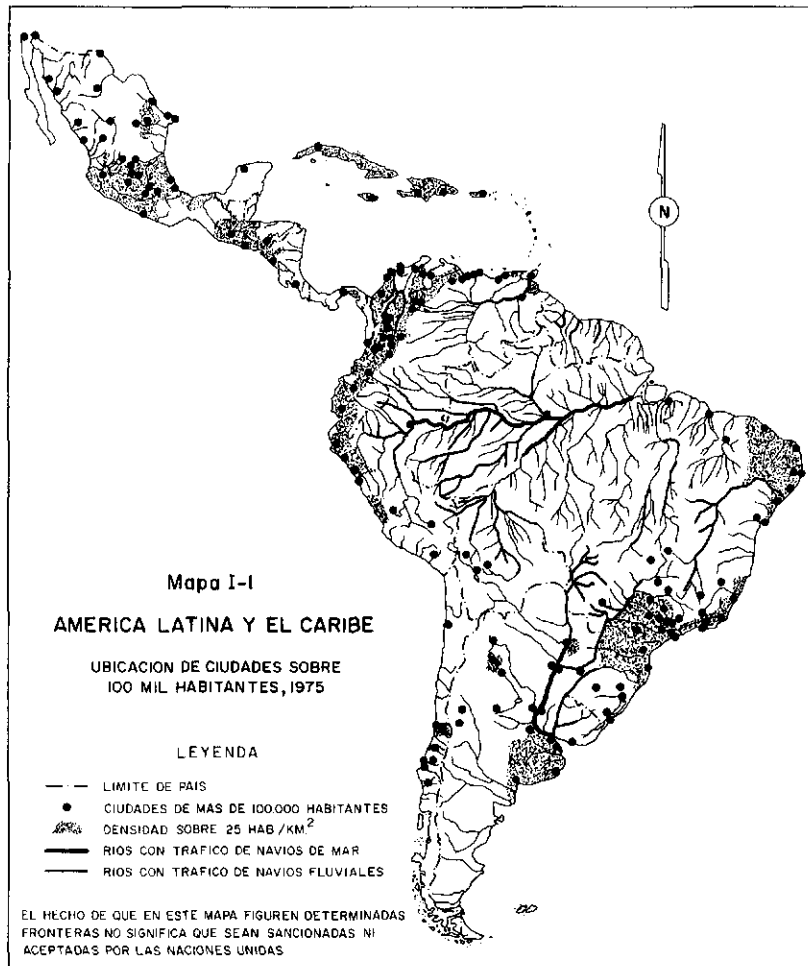 N
Mapa I-I
AMERICA LATINA Y EL CARIBE
UBICACION DE CIUDADES SOBRE
100 MIL HABITANTES, 1975
LEYENDA
LIMITE DE PAIS
CIUDADES DE MAS DE 100.000 HABITANTES
DENSIDAD SOBRE 25 HAB/KM.²
RIOS CON TRAFICO DE NAVIOS DE MAR
RIOS CON TRAFICO DE NAVIOS FLUVIALES
EL HECHO DE QUE EN ESTE MAPA FIGUREN DETERMINADAS
FRONTERAS NO SIGNIFICA QUE SEAN SANCIONADAS NI
ACEPTADAS POR LAS NACIONES UNIDAS